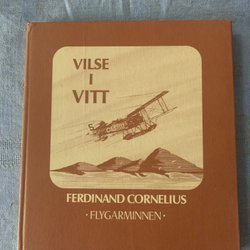 VILSE
I
VITT
FERDINAND CORNELIUS
·FLYGARMINNEN·